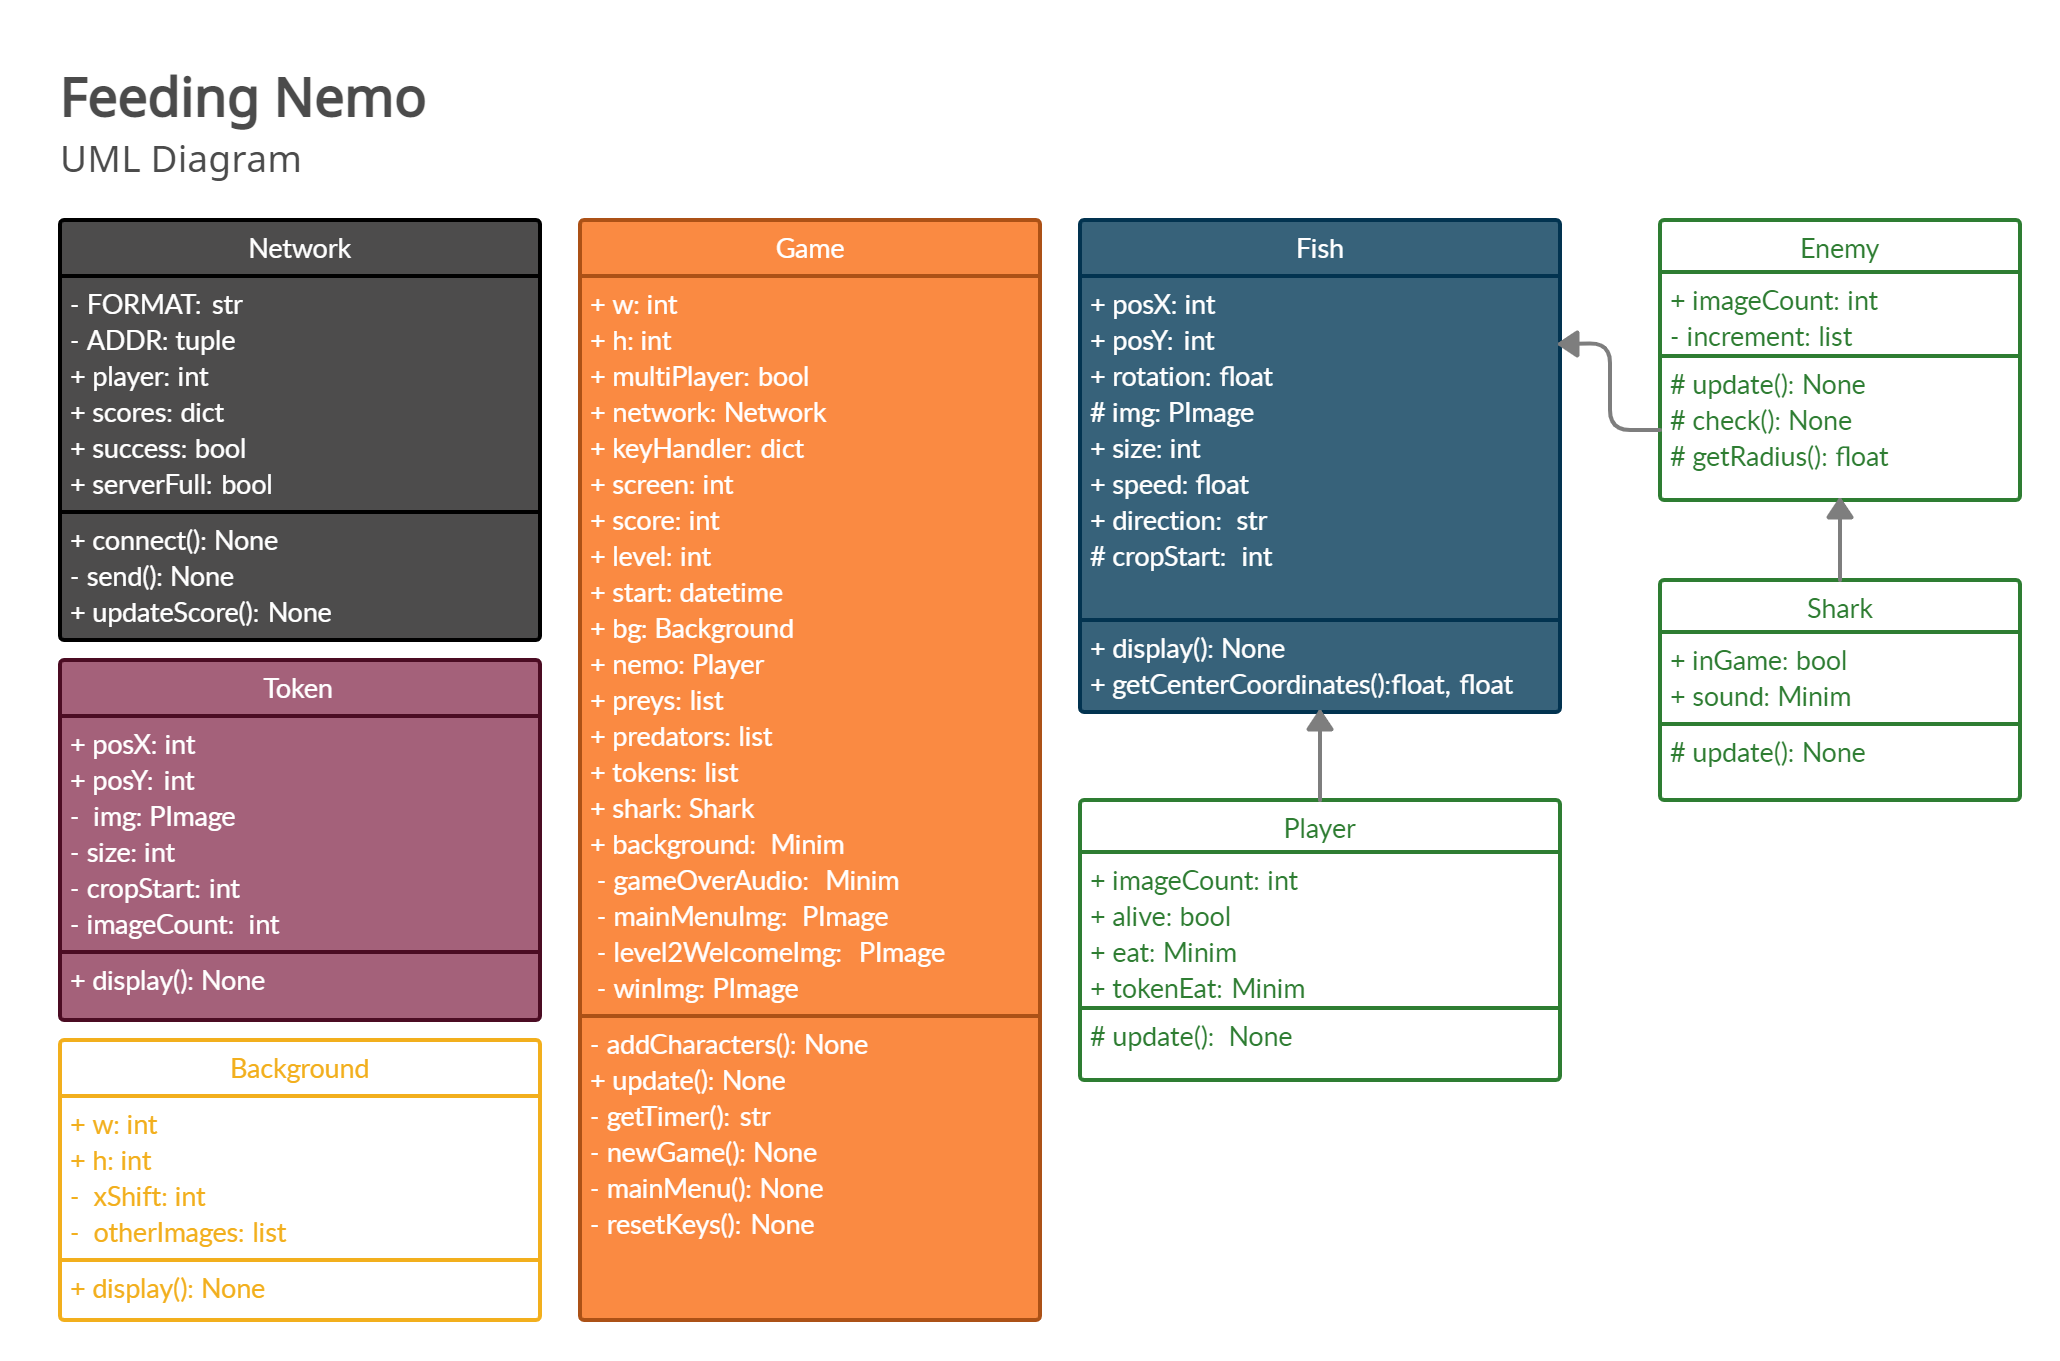 Feeding Nemo
UML Diagram
Network
- FORMAT: str
- ADDR: tuple
+ player: int
+ scores: dict
+ success: bool
+ serverFull: bool
+ connect(): None
- send(): None
+ updateScore(): None
Token
+ posX: int
+ posY: int
- img: PImage
- size: int
- cropStart: int
- imageCount: int
+ display(): None
Background
+ w: int
+ h: int
- xShift: int
- otherImages: list
+ display(): None
Game
+ w: int
+ h: int
+ multiPlayer: bool
+ network: Network
+ keyHandler: dict
+ screen: int
+ score: int
+ level: int
+ start: datetime
+ bg: Background
+ nemo: Player
+ preys: list
+ predators: list
+ tokens: list
+ shark: Shark
+ background: Minim
- gameOverAudio: Minim
- mainMenuImg: PImage
- level2WelcomeImg: PImage
- winImg: PImage
- addCharacters(): None
+ update(): None
- getTimer(): str
- newGame(): None
- mainMenu(): None
- resetKeys(): None
Fish
+ posX: int
+ posY: int
+ rotation: float
# img: PImage
+ size: int
+ speed: float
+ direction: str
# cropStart: int
+ display(): None
+ getCenterCoordinates():float, float
Player
+ imageCount: int
+ alive: bool
+ eat: Minim
+ tokenEat: Minim
# update(): None
Enemy
+ imageCount: int
- increment: list
# update(): None
# check(): None
# getRadius(): float
Shark
+ inGame: bool
+ sound: Minim
# update(): None